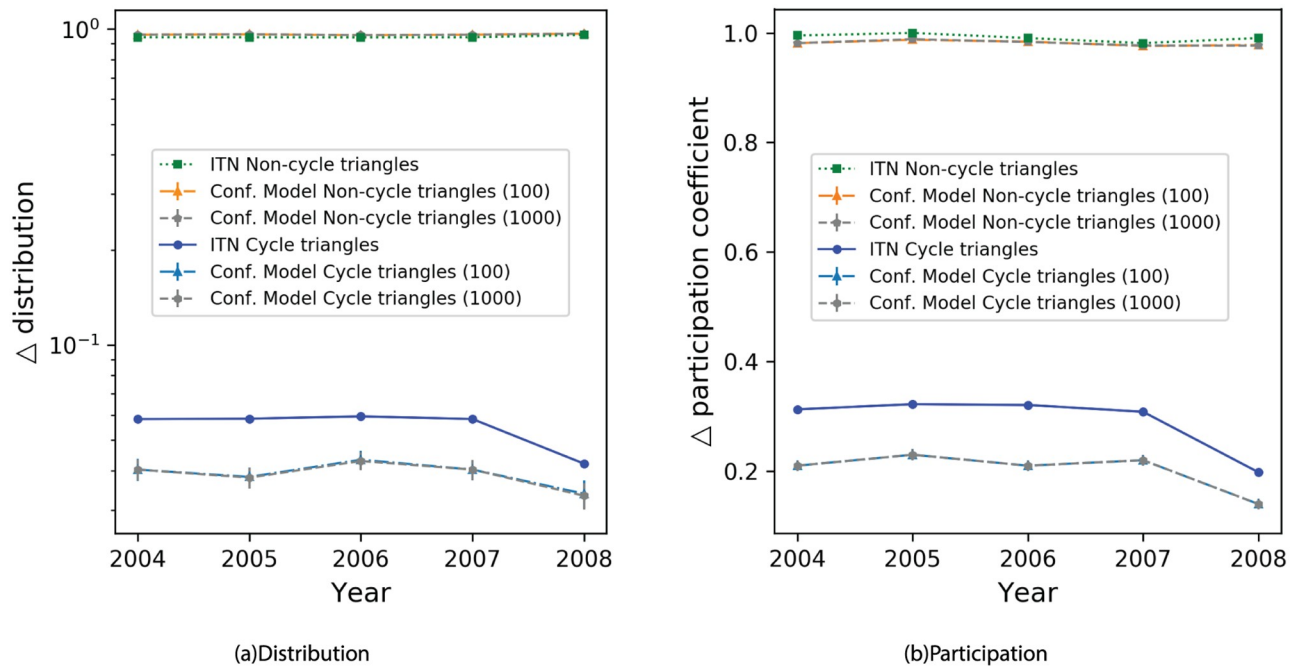 10⁰
10⁻¹
△ distribution
ITN Non-cycle triangles
Conf. Model Non-cycle triangles (100)
Conf. Model Non-cycle triangles (1000)
ITN Cycle triangles
Conf. Model Cycle triangles (100)
Conf. Model Cycle triangles (1000)
2004 2005 2006 2007 2008
Year
(a)Distribution
1.0
0.8
0.6
0.4
0.2
△ participation coefficient
ITN Non-cycle triangles
Conf. Model Non-cycle triangles (100)
Conf. Model Non-cycle triangles (1000)
ITN Cycle triangles
Conf. Model Cycle triangles (100)
Conf. Model Cycle triangles (1000)
2004 2005 2006 2007 2008
Year
(b)Participation